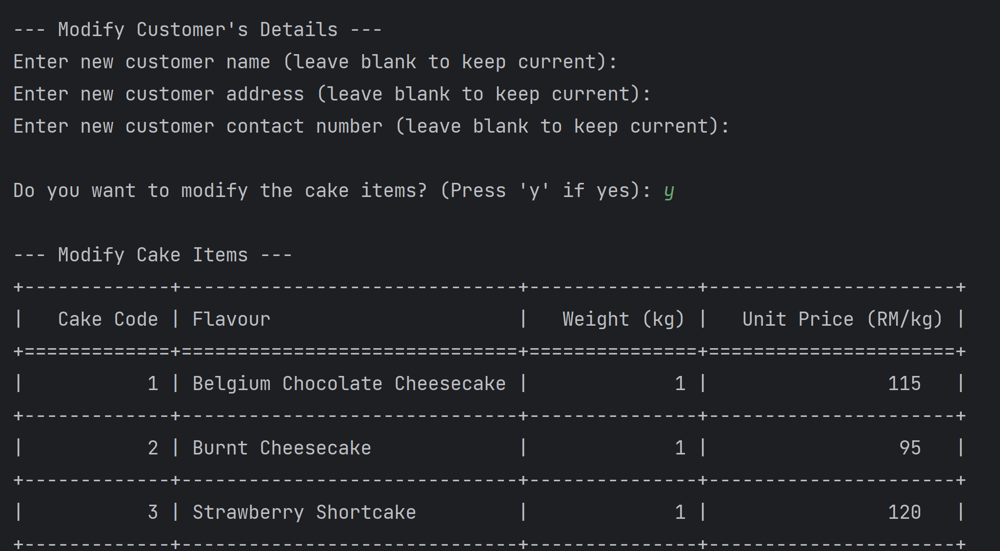 --- Modify Customer's Details ---
Enter new customer name (leave blank to keep current):
Enter new customer address (leave blank to keep current):
Enter new customer contact number (leave blank to keep current):
Do you want to modify the cake items? (Press 'y' if yes): y
--- Modify Cake Items ---
+-------------+------------------------------+---------------+----------------------+
|   Cake Code | Flavour                      |   Weight (kg) |   Unit Price (RM/kg) |
+=============+==============================+===============+======================+
|           1 | Belgium Chocolate Cheesecake |             1 |                115   |
+-------------+------------------------------+---------------+----------------------+
|           2 | Burnt Cheesecake             |             1 |                 95   |
+-------------+------------------------------+---------------+----------------------+
|           3 | Strawberry Shortcake         |             1 |                120   |
+-------------+------------------------------+---------------+----------------------+